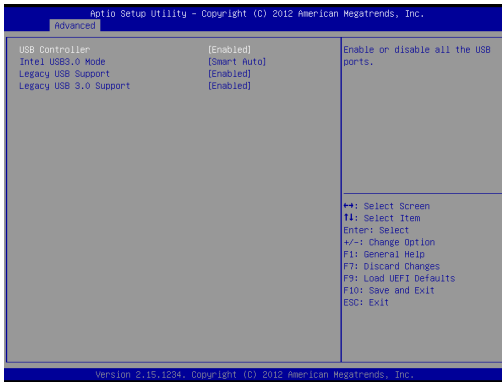 Aptio Setup Utility – Copyright (C) 2012 American Megatrends, Inc.
Advanced
USB Controller [Enabled]
Intel USB3.0 Mode [Smart Auto]
Legacy USB Support [Enabled]
Legacy USB 3.0 Support [Enabled]
Enable or disable all the USB
ports.
↔: Select Screen
↑↓: Select Item
Enter: Select
+/-: Change Option
F1: General Help
F7: Discard Changes
F9: Load UEFI Defaults
F10: Save and Exit
ESC: Exit
Version 2.15.1234. Copyright (C) 2012 American Megatrends, Inc.